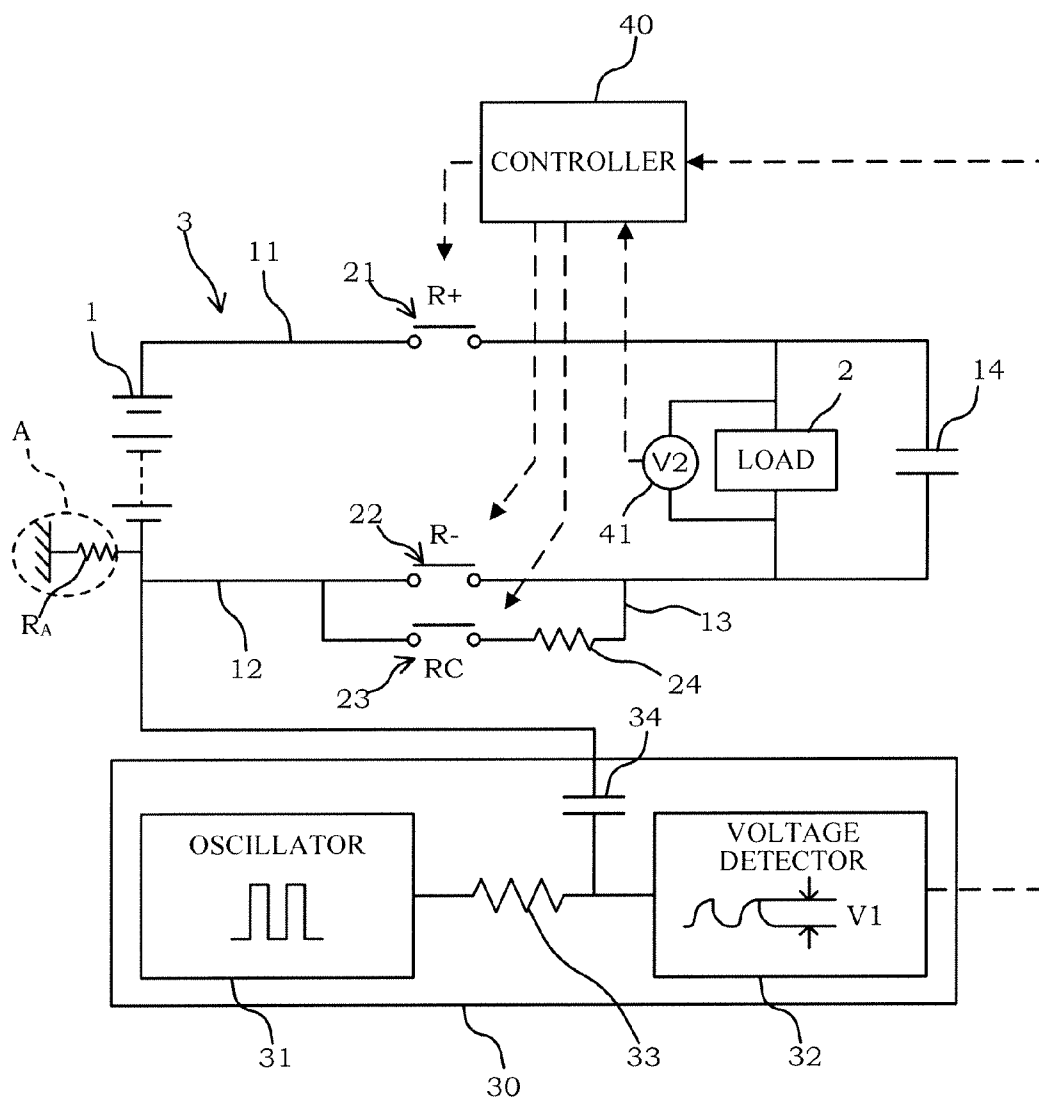 40
CONTROLLER
3
11
21
R+
1
2
14
A
V2
LOAD
41
22
R-
RA
13
12
RC
23
24
34
OSCILLATOR
VOLTAGE
DETECTOR
V1
31
33
32
30